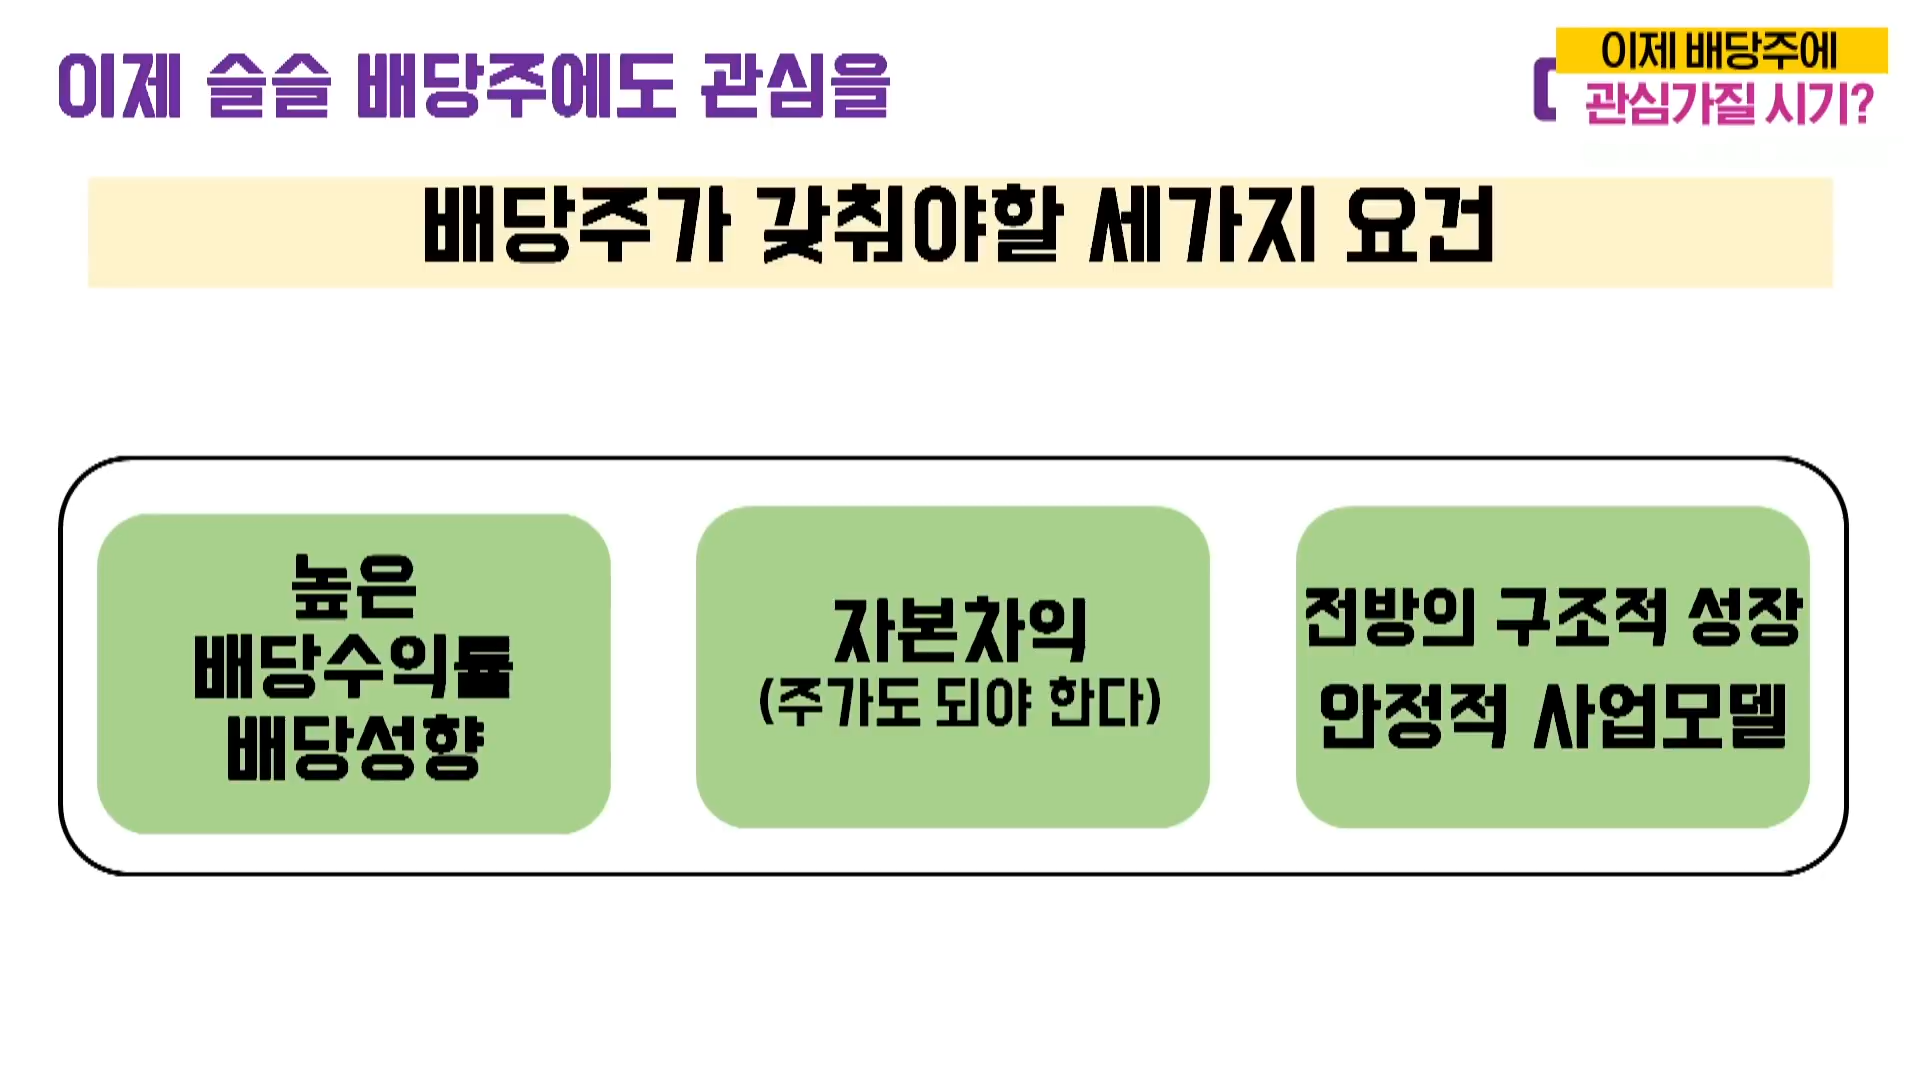 이제 슬슬 배당주에도 관심을
이제 배당주에
관심가질 시기?
배당주가 갖춰야할 세가지 요건
높은
배당수익률
배당성향
자본차익
(주가도 되야 한다)
전방의 구조적 성장
안정적 사업모델